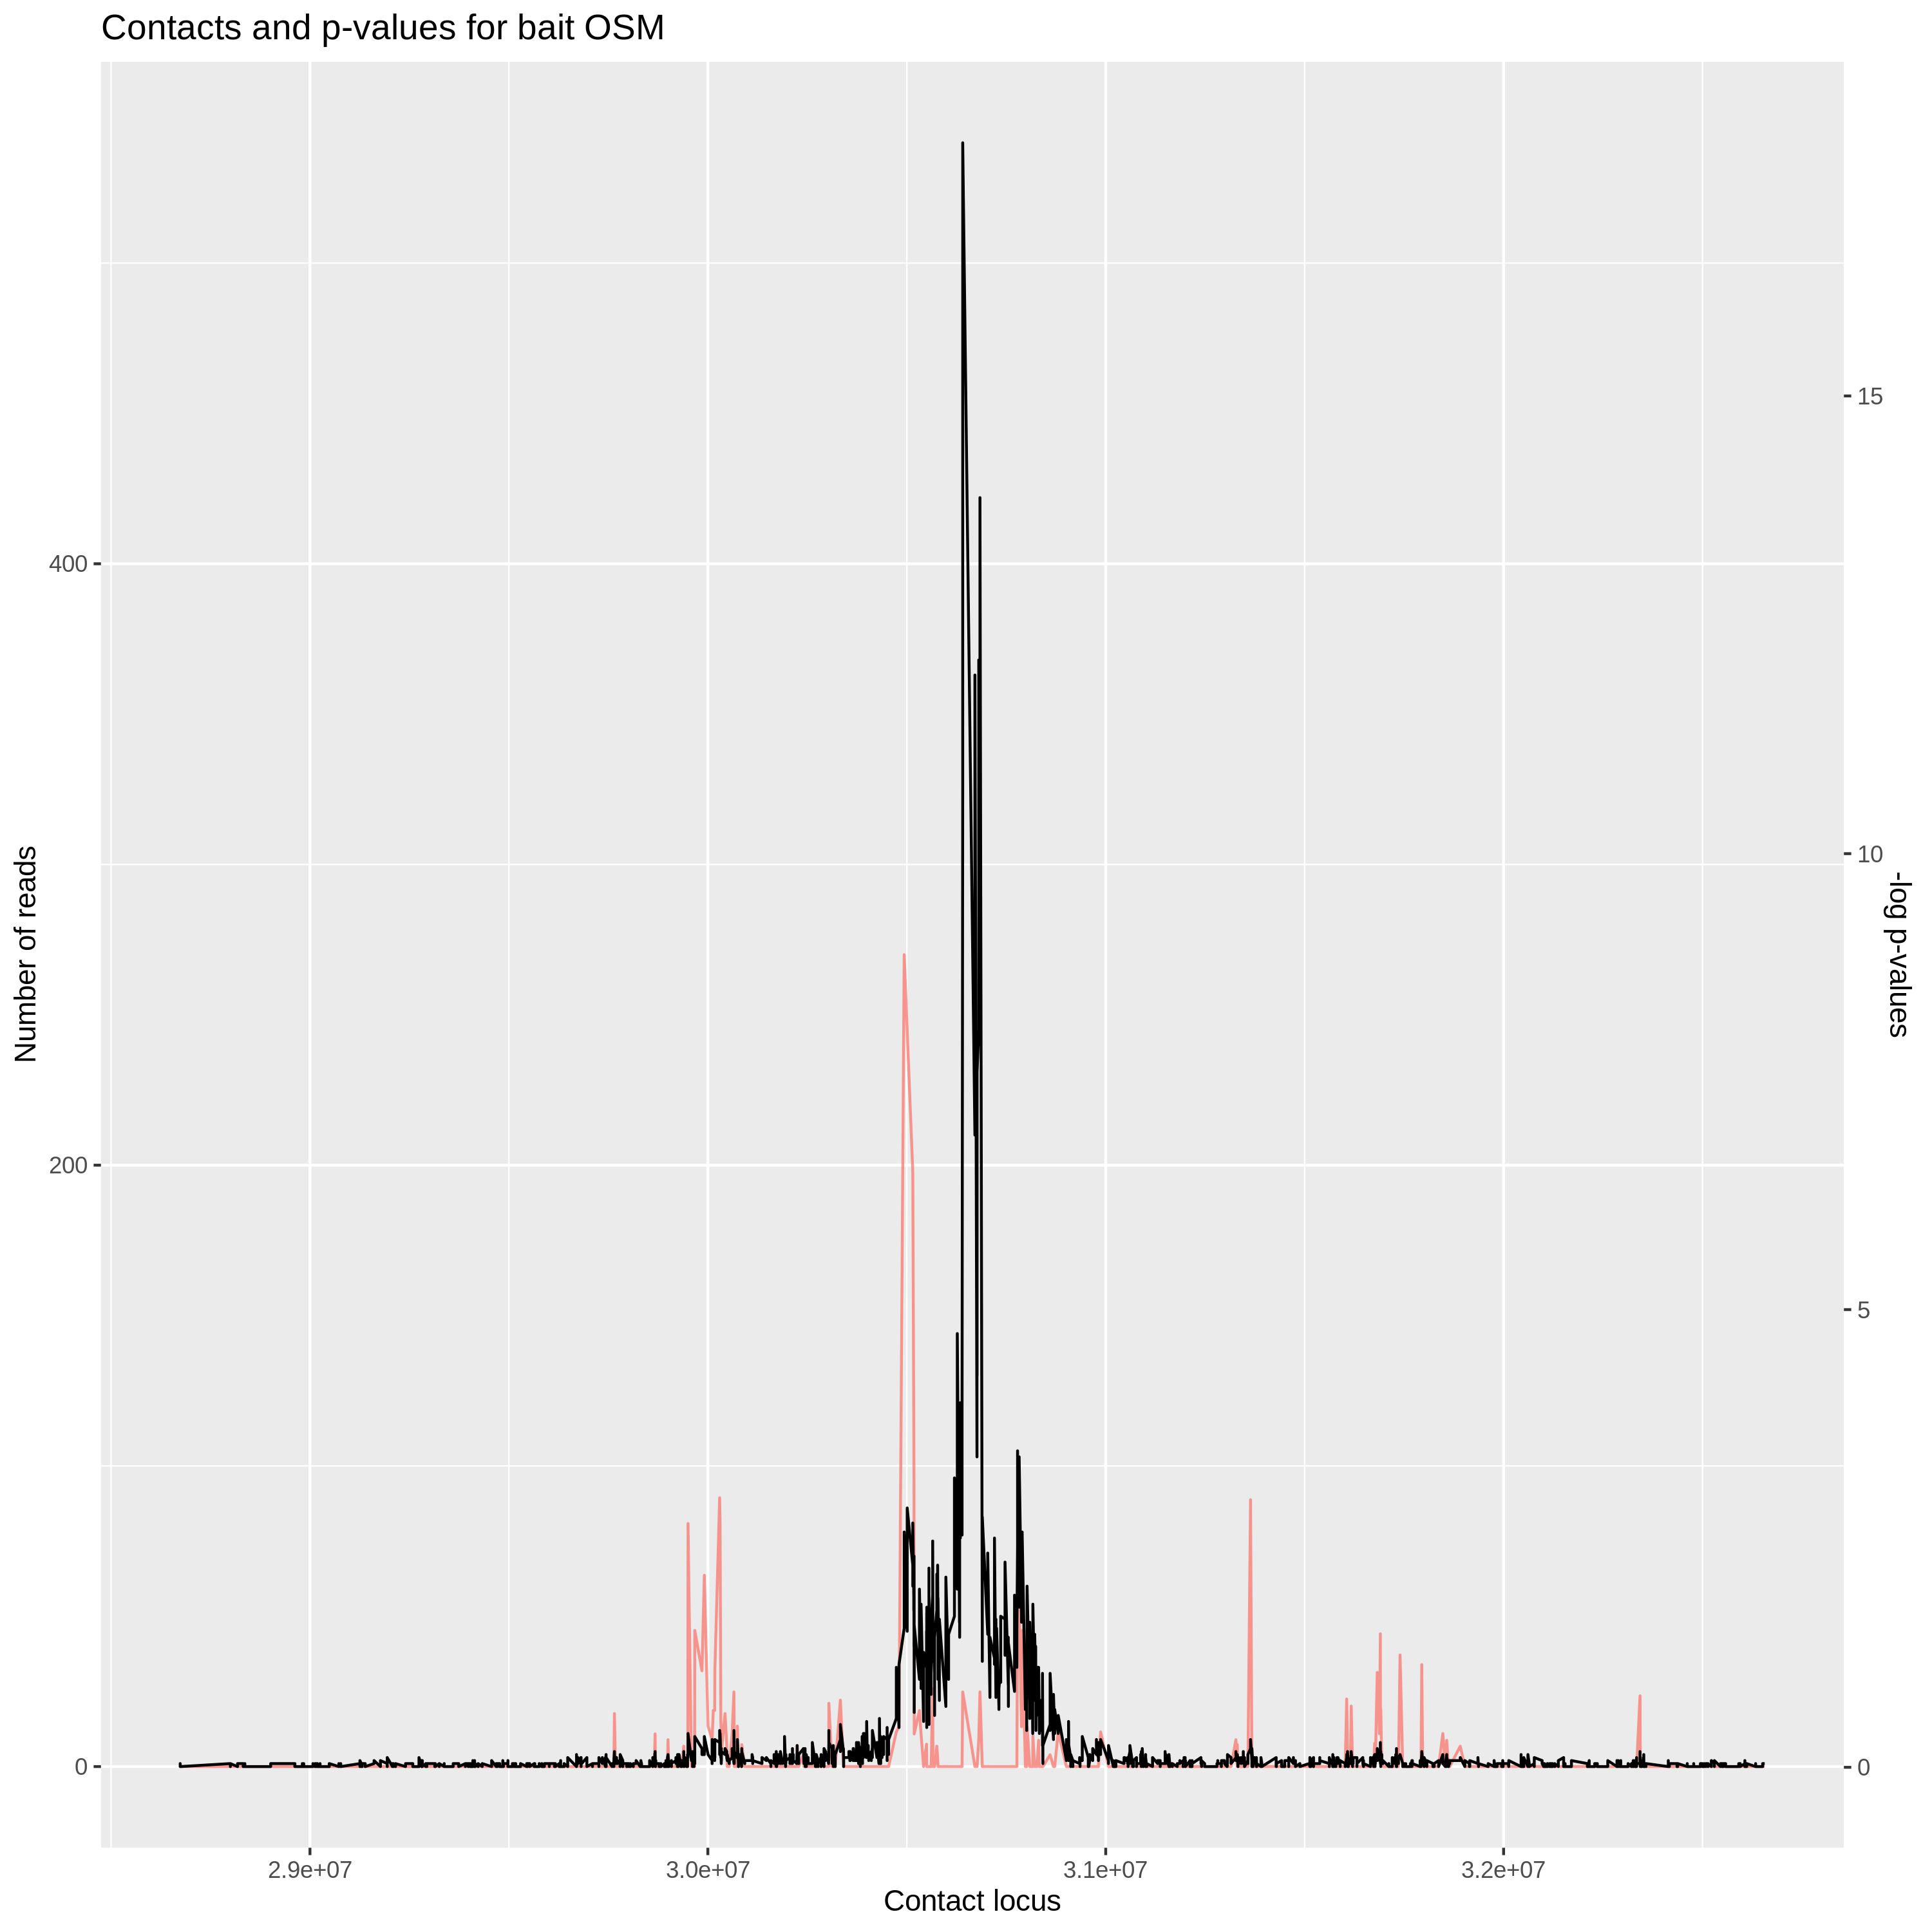 Contacts and p-values for bait OSM
Number of reads
400
200
0
15
10
5
0
-log p-values
2.9e+07
3.0e+07
3.1e+07
3.2e+07
Contact locus